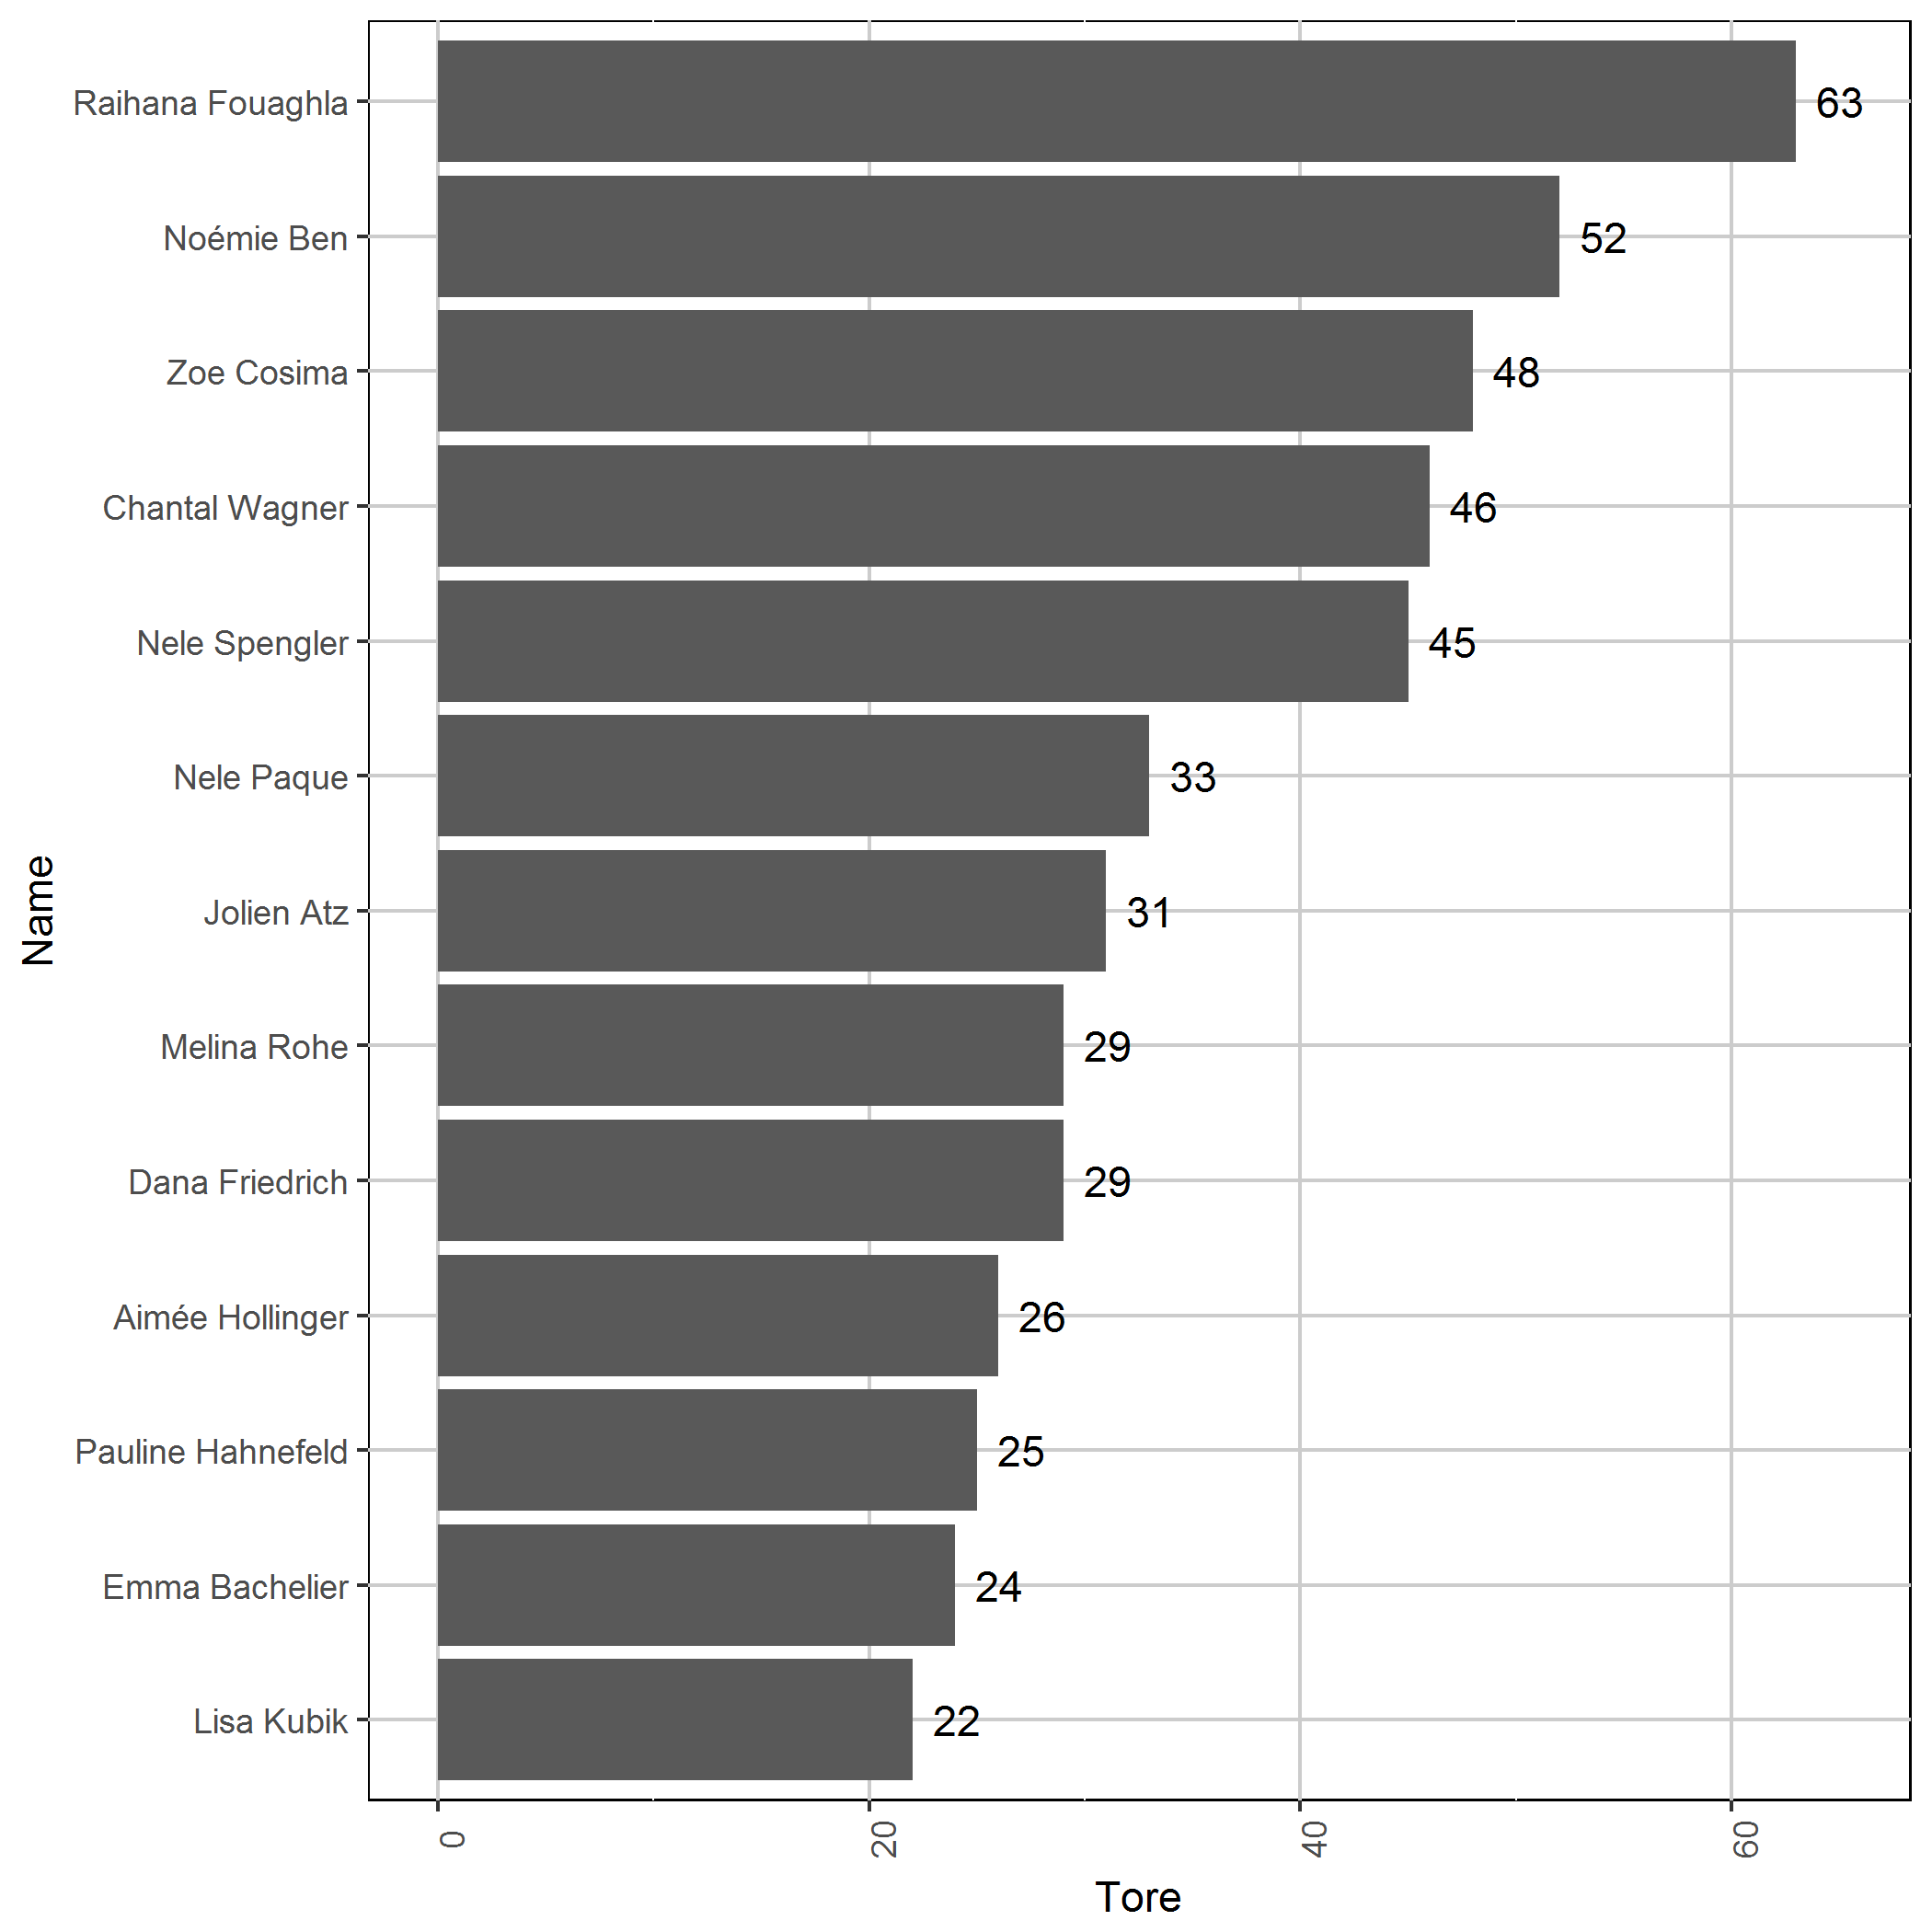 Raihana Fouaghla 63
Noémie Ben 52
Zoe Cosima 48
Chantal Wagner 46
Nele Spengler 45
Nele Paque 33
Jolien Atz 31
Melina Rohe 29
Dana Friedrich 29
Aimée Hollinger 26
Pauline Hahnefeld 25
Emma Bachelier 24
Lisa Kubik 22
Name
0 20 40 60
Tore